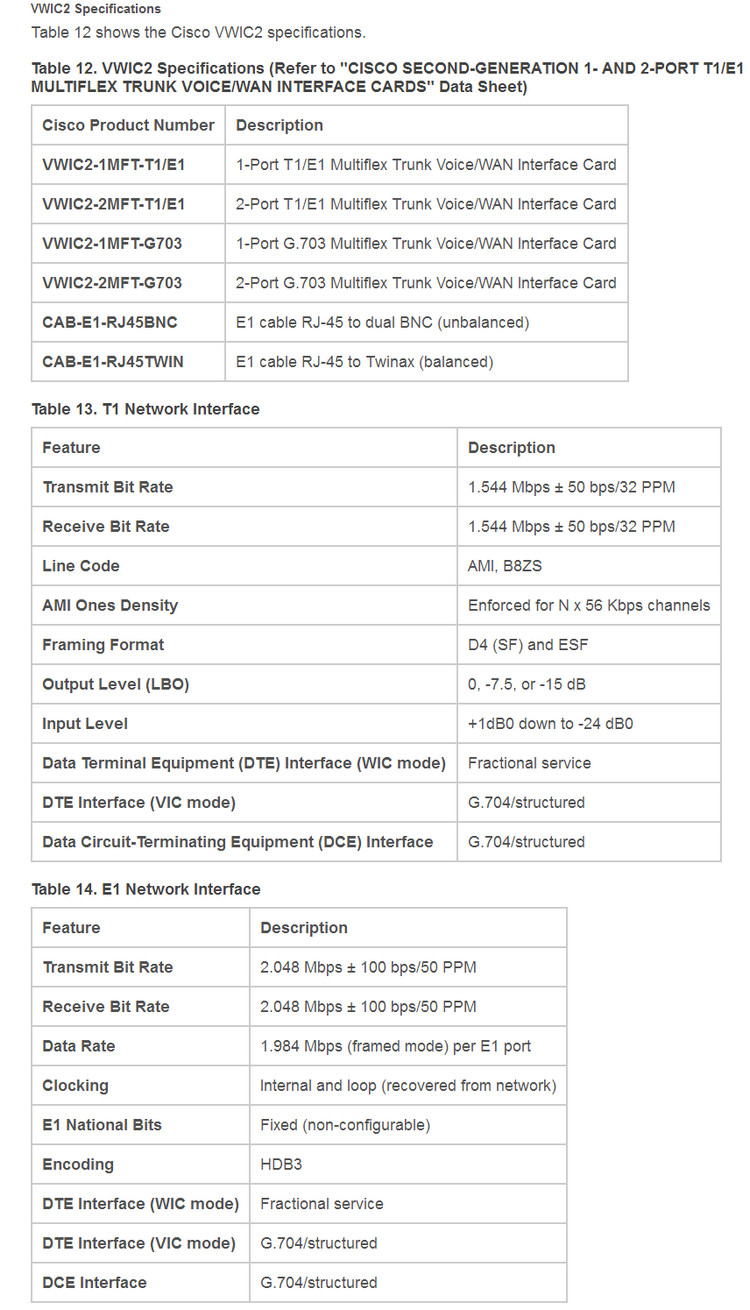 VWIC2 Specifications
Table 12 shows the Cisco VWIC2 specifications.
Table 12. VWIC2 Specifications (Refer to "CISCO SECOND-GENERATION 1- AND 2-PORT T1/E1
MULTIFLEX TRUNK VOICE/WAN INTERFACE CARDS" Data Sheet)
Cisco Product Number Description
VWIC2-1MFT-T1/E1 1-Port T1/E1 Multiflex Trunk Voice/WAN Interface Card
VWIC2-2MFT-T1/E1 2-Port T1/E1 Multiflex Trunk Voice/WAN Interface Card
VWIC2-1MFT-G703 1-Port G.703 Multiflex Trunk Voice/WAN Interface Card
VWIC2-2MFT-G703 2-Port G.703 Multiflex Trunk Voice/WAN Interface Card
CAB-E1-RJ45BNC E1 cable RJ-45 to dual BNC (unbalanced)
CAB-E1-RJ45TWIN E1 cable RJ-45 to Twinax (balanced)
Table 13. T1 Network Interface
Feature Description
Transmit Bit Rate 1.544 Mbps ± 50 bps/32 PPM
Receive Bit Rate 1.544 Mbps ± 50 bps/32 PPM
Line Code AMI, B8ZS
AMI Ones Density Enforced for N x 56 Kbps channels
Framing Format D4 (SF) and ESF
Output Level (LBO) 0, -7.5, or -15 dB
Input Level +1dB0 down to -24 dB0
Data Terminal Equipment (DTE) Interface (WIC mode) Fractional service
DTE Interface (VIC mode) G.704/structured
Data Circuit-Terminating Equipment (DCE) Interface G.704/structured
Table 14. E1 Network Interface
Feature Description
Transmit Bit Rate 2.048 Mbps ± 100 bps/50 PPM
Receive Bit Rate 2.048 Mbps ± 100 bps/50 PPM
Data Rate 1.984 Mbps (framed mode) per E1 port
Clocking Internal and loop (recovered from network)
E1 National Bits Fixed (non-configurable)
Encoding HDB3
DTE Interface (WIC mode) Fractional service
DTE Interface (VIC mode) G.704/structured
DCE Interface G.704/structured